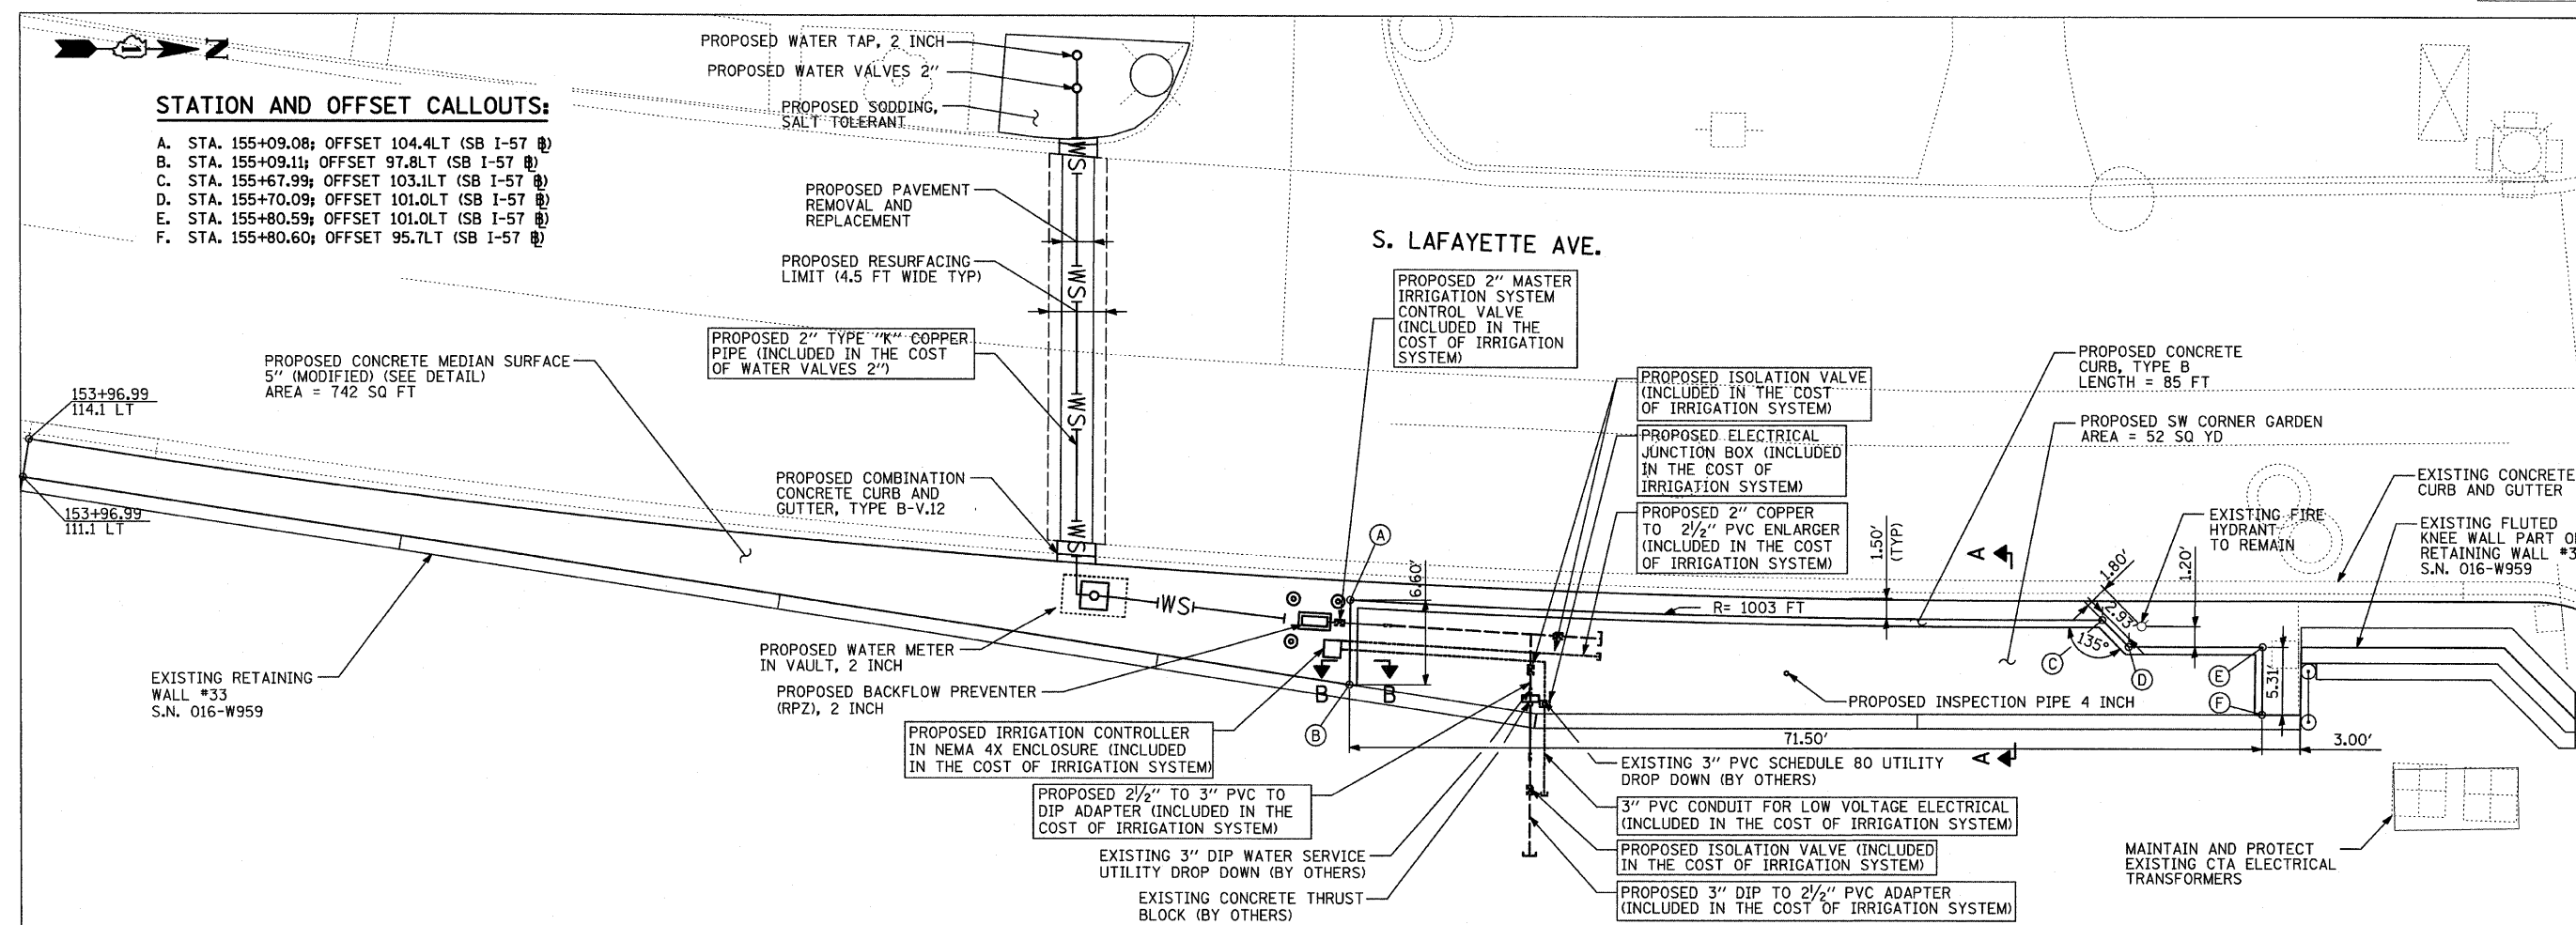 N
STATION AND OFFSET CALLOUTS:
A. STA. 155+09.08; OFFSET 104.4LT (SB I-57 ℄)
B. STA. 155+09.11; OFFSET 97.8LT (SB I-57 ℄)
C. STA. 155+67.99; OFFSET 103.1LT (SB I-57 ℄)
D. STA. 155+70.09; OFFSET 101.0LT (SB I-57 ℄)
E. STA. 155+80.59; OFFSET 101.0LT (SB I-57 ℄)
F. STA. 155+80.60; OFFSET 95.7LT (SB I-57 ℄)
PROPOSED WATER TAP, 2 INCH
PROPOSED WATER VALVES 2"
PROPOSED SODDING,
SALT TOLERANT
PROPOSED PAVEMENT
REMOVAL AND
REPLACEMENT
PROPOSED RESURFACING
LIMIT (4.5 FT WIDE TYP)
PROPOSED 2" TYPE "K" COPPER
PIPE (INCLUDED IN THE COST
OF WATER VALVES 2")
WS
WS
WS
WS
WS
S. LAFAYETTE AVE.
PROPOSED 2" MASTER
IRRIGATION SYSTEM
CONTROL VALVE
(INCLUDED IN THE
COST OF IRRIGATION
SYSTEM)
PROPOSED CONCRETE MEDIAN SURFACE
5" (MODIFIED) (SEE DETAIL)
AREA = 742 SQ FT
153+96.99
114.1 LT
153+96.99
111.1 LT
PROPOSED COMBINATION
CONCRETE CURB AND
GUTTER, TYPE B-V.12
PROPOSED ISOLATION VALVE
(INCLUDED IN THE COST
OF IRRIGATION SYSTEM)
PROPOSED ELECTRICAL
JUNCTION BOX (INCLUDED
IN THE COST OF
IRRIGATION SYSTEM)
PROPOSED 2" COPPER
TO 2½" PVC ENLARGER
(INCLUDED IN THE COST
OF IRRIGATION SYSTEM)
PROPOSED CONCRETE
CURB, TYPE B
LENGTH = 85 FT
PROPOSED SW CORNER GARDEN
AREA = 52 SQ YD
EXISTING CONCRETE
CURB AND GUTTER
EXISTING FIRE
HYDRANT
TO REMAIN
EXISTING FLUTED
KNEE WALL PART O
RETAINING WALL #3
S.N. 016-W959
A
6.60'
1.50'
(TYP)
A
1.80'
2.93'
1.20'
135°
R= 1003 FT
C
D
E
F
5.31'
EXISTING RETAINING
WALL #33
S.N. 016-W959
PROPOSED WATER METER
IN VAULT, 2 INCH
PROPOSED BACKFLOW PREVENTER
(RPZ), 2 INCH
B
B
B
PROPOSED INSPECTION PIPE 4 INCH
71.50'
A
3.00'
PROPOSED IRRIGATION CONTROLLER
IN NEMA 4X ENCLOSURE (INCLUDED
IN THE COST OF IRRIGATION SYSTEM)
PROPOSED 2½" TO 3" PVC TO
DIP ADAPTER (INCLUDED IN THE
COST OF IRRIGATION SYSTEM)
EXISTING 3" DIP WATER SERVICE
UTILITY DROP DOWN (BY OTHERS)
EXISTING CONCRETE THRUST
BLOCK (BY OTHERS)
EXISTING 3" PVC SCHEDULE 80 UTILITY
DROP DOWN (BY OTHERS)
3" PVC CONDUIT FOR LOW VOLTAGE ELECTRICAL
(INCLUDED IN THE COST OF IRRIGATION SYSTEM)
PROPOSED ISOLATION VALVE (INCLUDED
IN THE COST OF IRRIGATION SYSTEM)
PROPOSED 3" DIP TO 2½" PVC ADAPTER
(INCLUDED IN THE COST OF IRRIGATION SYSTEM)
MAINTAIN AND PROTECT
EXISTING CTA ELECTRICAL
TRANSFORMERS